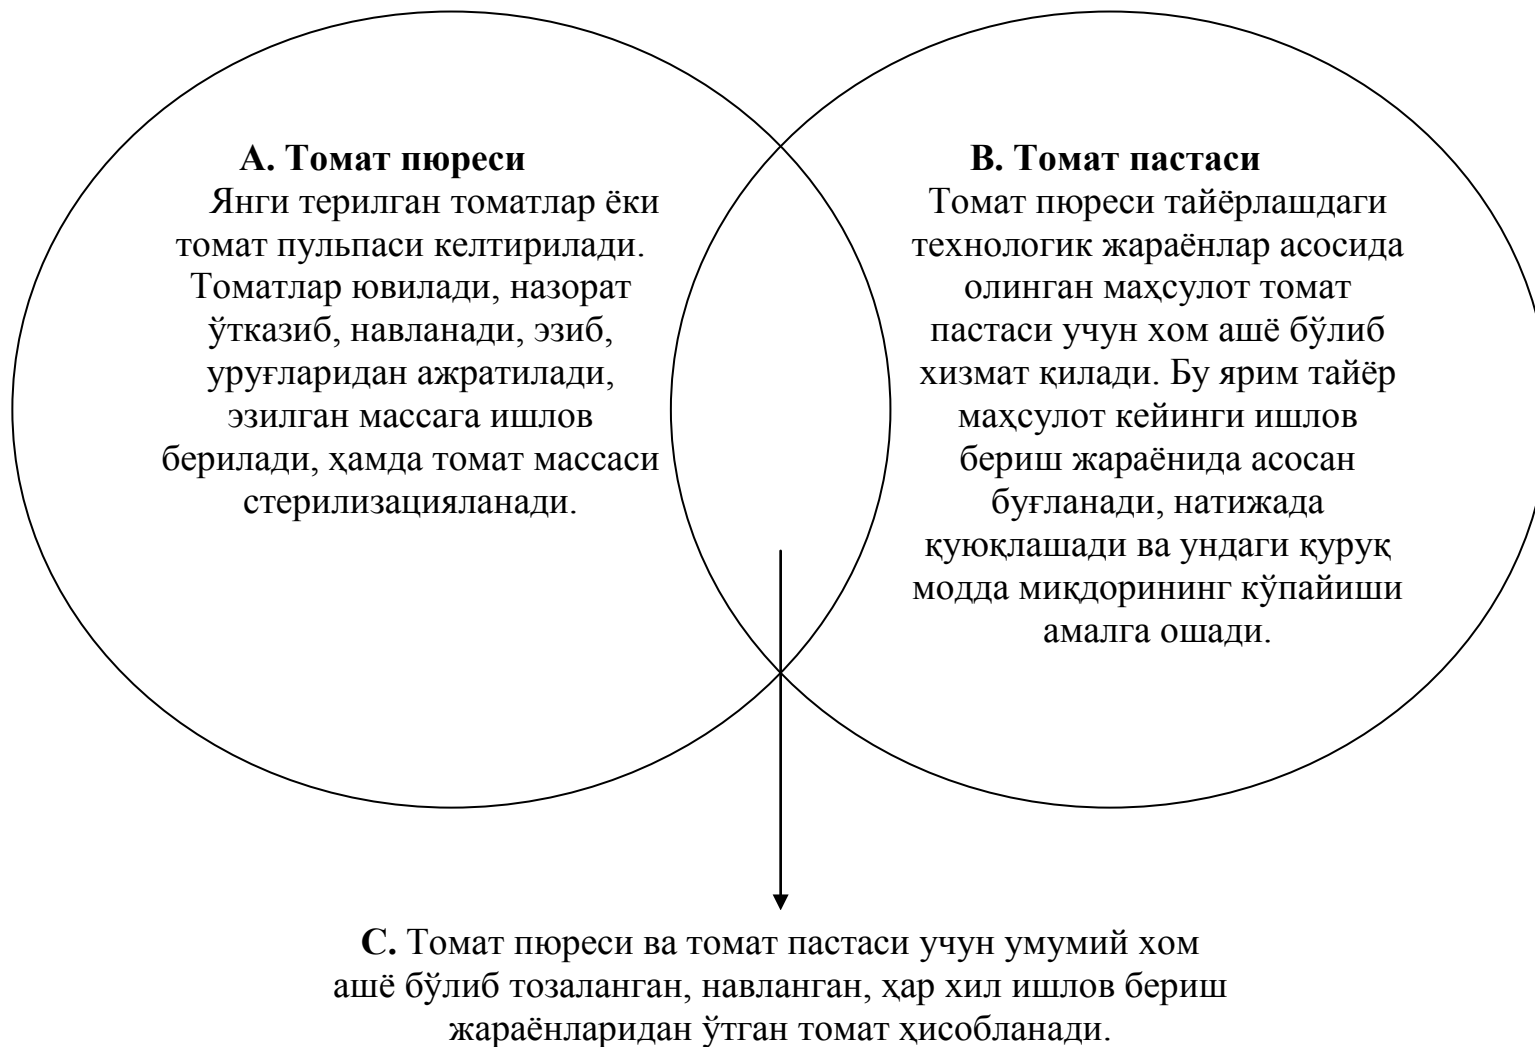 А. Томат пюреси
Янги терилган томатлар ёки
томат пульпаси келтирилади.
Томатлар ювилади, назорат
ўтказиб, навланади, эзиб,
уруғларидан ажратилади,
эзилган массага ишлов
берилади, ҳамда томат массаси
стерилизацияланади.
В. Томат пастаси
Томат пюреси тайёрлашдаги
технологик жараёнлар асосида
олинган маҳсулот томат
пастаси учун хом ашё бўлиб
хизмат қилади. Бу ярим тайёр
маҳсулот кейинги ишлов
бериш жараёнида асосан
буғланади, натижада
қуюқлашади ва ундаги қуруқ
модда миқдорининг кўпайиши
амалга ошади.
С. Томат пюреси ва томат пастаси учун умумий хом
ашё бўлиб тозаланган, навланган, ҳар хил ишлов бериш
жараёнларидан ўтган томат ҳисобланади.